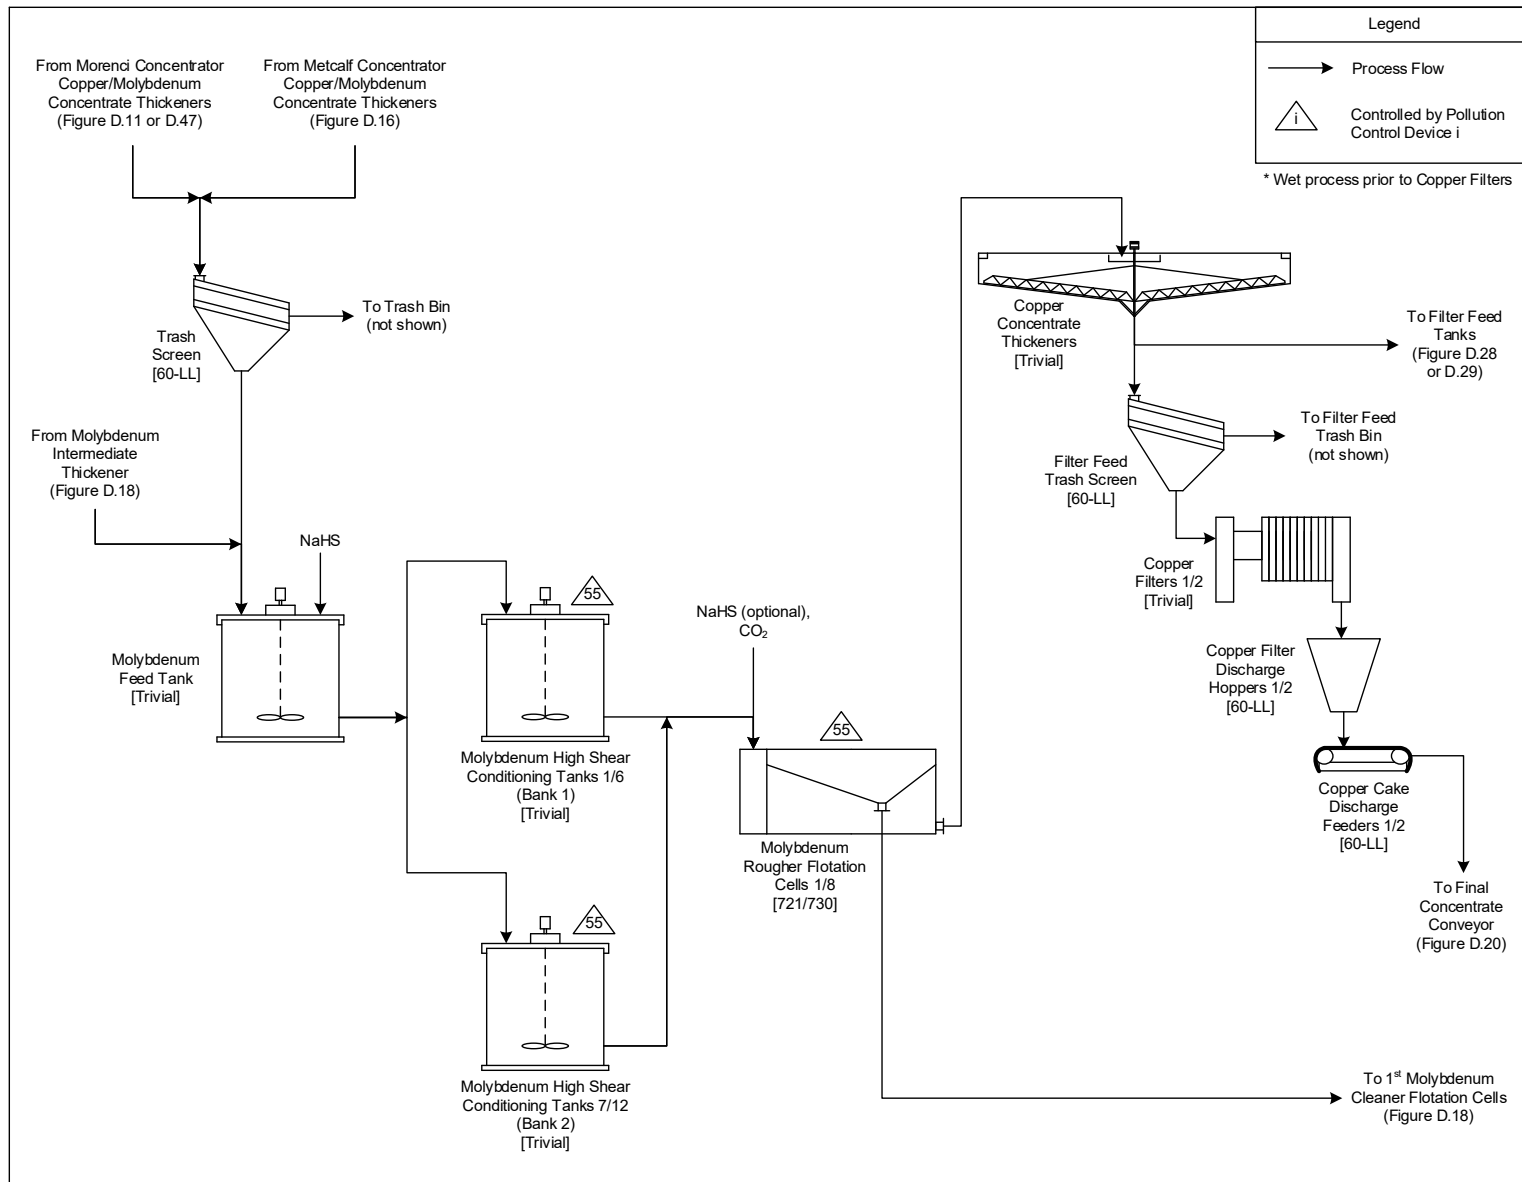 Legend
Process Flow
i
Controlled by Pollution
Control Device i
* Wet process prior to Copper Filters
From Morenci Concentrator
Copper/Molybdenum
Concentrate Thickeners
(Figure D.11 or D.47)
From Metcalf Concentrator
Copper/Molybdenum
Concentrate Thickeners
(Figure D.16)
To Trash Bin
(not shown)
Trash
Screen
[60-LL]
From Molybdenum
Intermediate
Thickener
(Figure D.18)
NaHS
Molybdenum
Feed Tank
[Trivial]
55
Molybdenum High Shear
Conditioning Tanks 1/6
(Bank 1)
[Trivial]
55
Molybdenum High Shear
Conditioning Tanks 7/12
(Bank 2)
[Trivial]
NaHS (optional),
CO₂
55
Molybdenum
Rougher Flotation
Cells 1/8
[721/730]
Copper
Concentrate
Thickeners
[Trivial]
To Filter Feed
Tanks
(Figure D.28
or D.29)
To Filter Feed
Trash Bin
(not shown)
Filter Feed
Trash Screen
[60-LL]
Copper
Filters 1/2
[Trivial]
Copper Filter
Discharge
Hoppers 1/2
[60-LL]
Copper Cake
Discharge
Feeders 1/2
[60-LL]
To Final
Concentrate
Conveyor
(Figure D.20)
To 1st Molybdenum
Cleaner Flotation Cells
(Figure D.18)